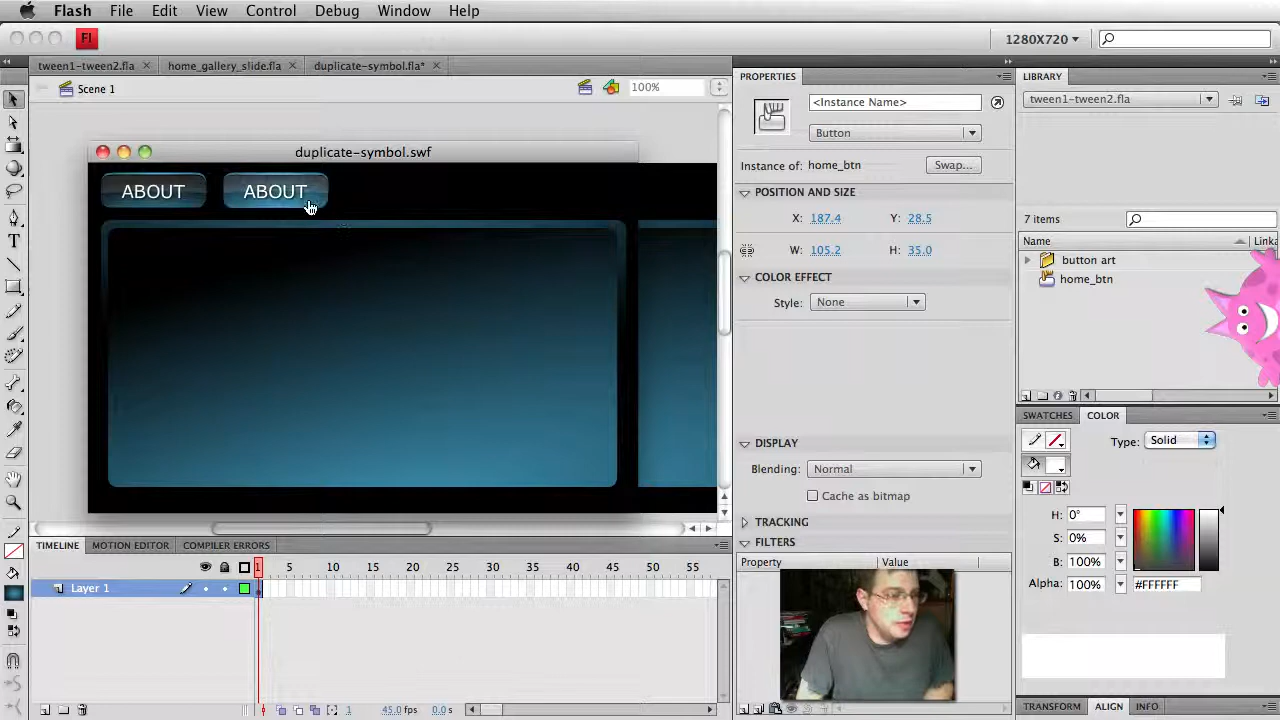 Flash File Edit View Control Debug Window Help
Fl 1280X720
tween1-tween2.fla home_gallery_slide.fla duplicate-symbol.fla*
Scene 1 100%
duplicate-symbol.swf
ABOUT ABOUT
PROPERTIES
<Instance Name>
Button
Instance of: home_btn Swap...
POSITION AND SIZE
X: 187.4 Y: 28.5
W: 105.2 H: 35.0
COLOR EFFECT
Style: None
DISPLAY
Blending: Normal
Cache as bitmap
TRACKING
FILTERS
Property Value
LIBRARY
tween1-tween2.fla
7 items
Name Linka
button art
home_btn
SWATCHES COLOR
Type: Solid
H: 0°
S: 0%
B: 100%
Alpha: 100% #FFFFFF
TRANSFORM ALIGN INFO
TIMELINE MOTION EDITOR COMPILER ERRORS
1 5 10 15 20 25 30 35 40 45 50 55
Layer 1
1 45.0 fps 0.0 s